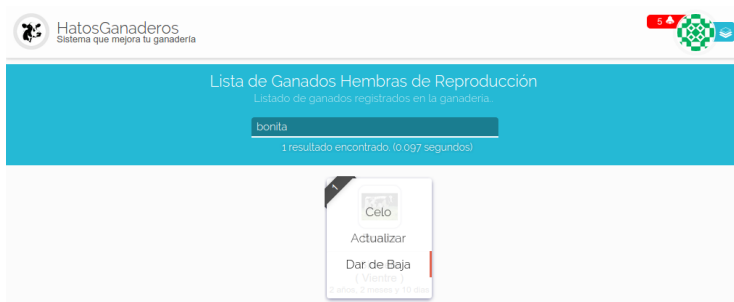 HatosGanaderos
Sistema que mejora tu ganadería
5
Lista de Ganados Hembras de Reproducción
Listado de ganados registrados en la ganadería..
bonita
1 resultado encontrado. (0.097 segundos)
1
Celo
Actualizar
Dar de Baja
( Vientre )
2 años, 2 meses y 10 días